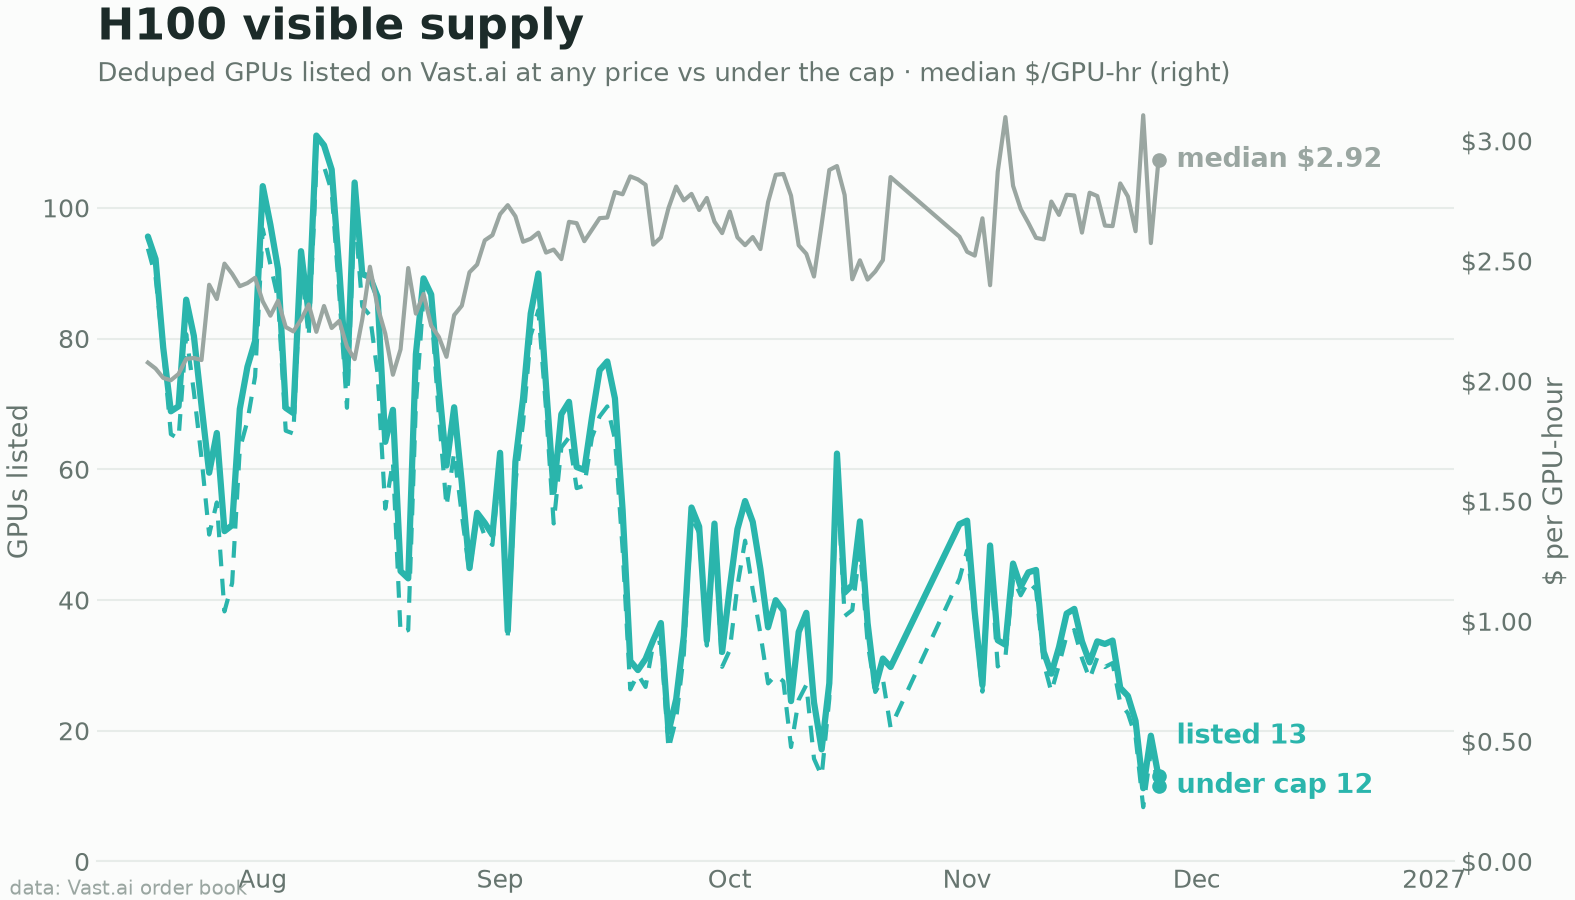 H100 visible supply
Deduped GPUs listed on Vast.ai at any price vs under the cap · median $/GPU-hr (right)
GPUs listed
100
80
60
40
20
0
$3.00
$2.50
$2.00
$1.50
$1.00
$0.50
$0.00
$ per GPU-hour
median $2.92
listed 13
under cap 12
Aug
Sep
Oct
Nov
Dec
2027
data: Vast.ai order book